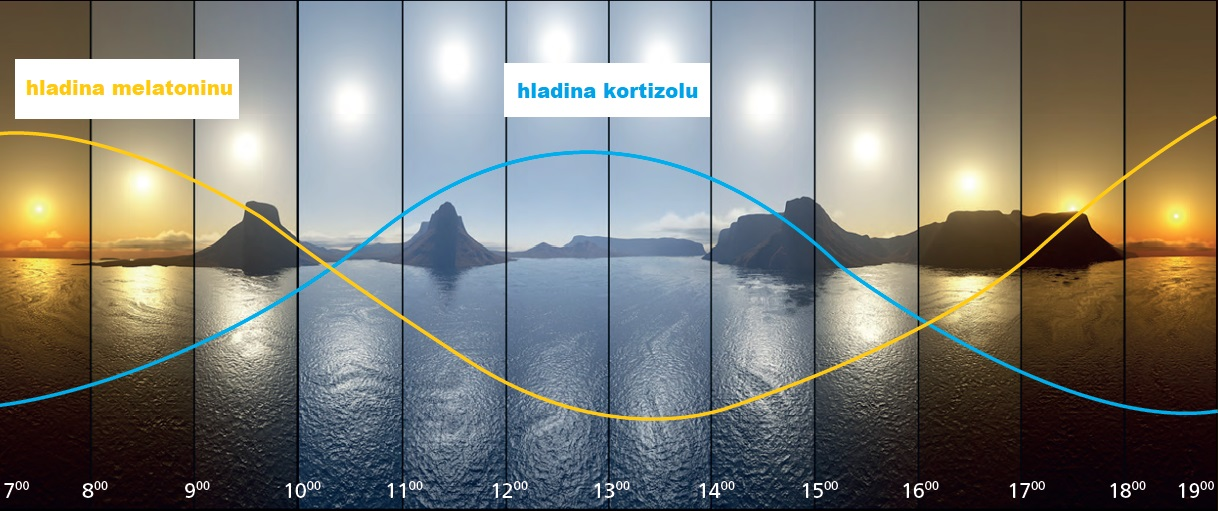 hladina melatoninu
hladina kortizolu
7⁰⁰ 8⁰⁰ 9⁰⁰ 10⁰⁰ 11⁰⁰ 12⁰⁰ 13⁰⁰ 14⁰⁰ 15⁰⁰ 16⁰⁰ 17⁰⁰ 18⁰⁰ 19⁰⁰